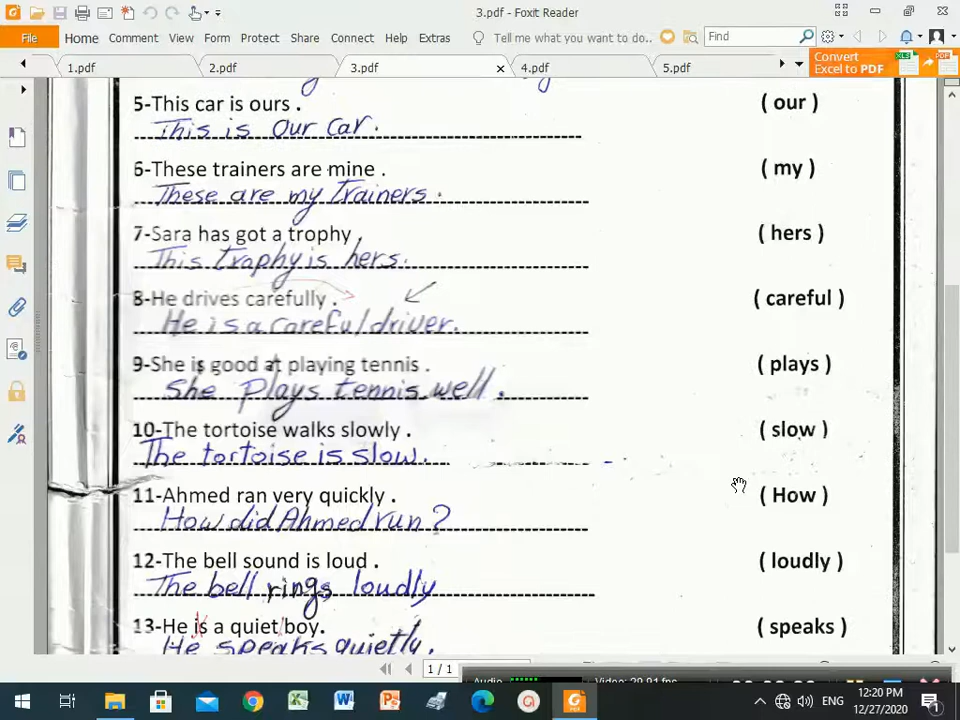 3.pdf - Foxit Reader
File Home Comment View Form Protect Share Connect Help Extras Tell me what you want to do.. Find
1.pdf 2.pdf 3.pdf 4.pdf 5.pdf
Convert
Excel to PDF
5-This car is ours . ( our )
This is our car.
6-These trainers are mine . ( my )
These are my trainers.
7-Sara has got a trophy . ( hers )
This trophy is hers.
8-He drives carefully . ( careful )
He is a careful driver.
9-She is good at playing tennis . ( plays )
She plays tennis well.
10-The tortoise walks slowly . ( slow )
The tortoise is slow.
11-Ahmed ran very quickly . ( How )
How did Ahmed run?
12-The bell sound is loud . ( loudly )
The bell rings loudly
13-He is a quiet boy. ( speaks )
He speaks quietly.
1 / 1
ENG 12:20 PM
12/27/2020